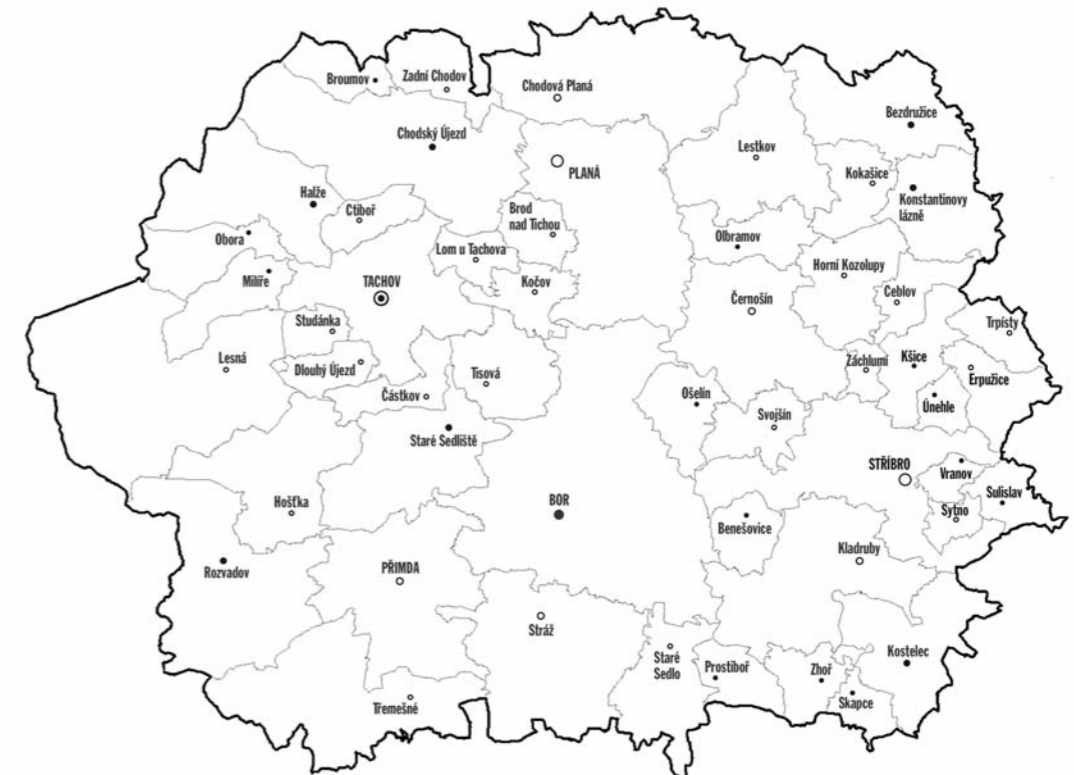 Broumov
Zadní Chodov
Chodová Planá
Bezdružice
Chodský Újezd
Lestkov
PLANÁ
Kokašice
Konstantinovy
lázně
Halže
Ctiboř
Brod
nad Tichou
Obora
Olbramov
Lom u Tachova
Horní Kozolupy
Milíře
TACHOV
Kočov
Černošín
Ceblov
Studánka
Trpísty
Lesná
Dlouhý Újezd
Tisová
Záchlumí
Kšice
Erpužice
Částkov
Ošelín
Únehle
Svojšín
Staré Sedliště
STŘÍBRO
Vranov
Sulislav
Hošťka
BOR
Sytno
Benešovice
Kladruby
Rozvadov
PŘIMDA
Stráž
Staré
Sedlo
Prostiboř
Zhoř
Kostelec
Skapce
Třemešné